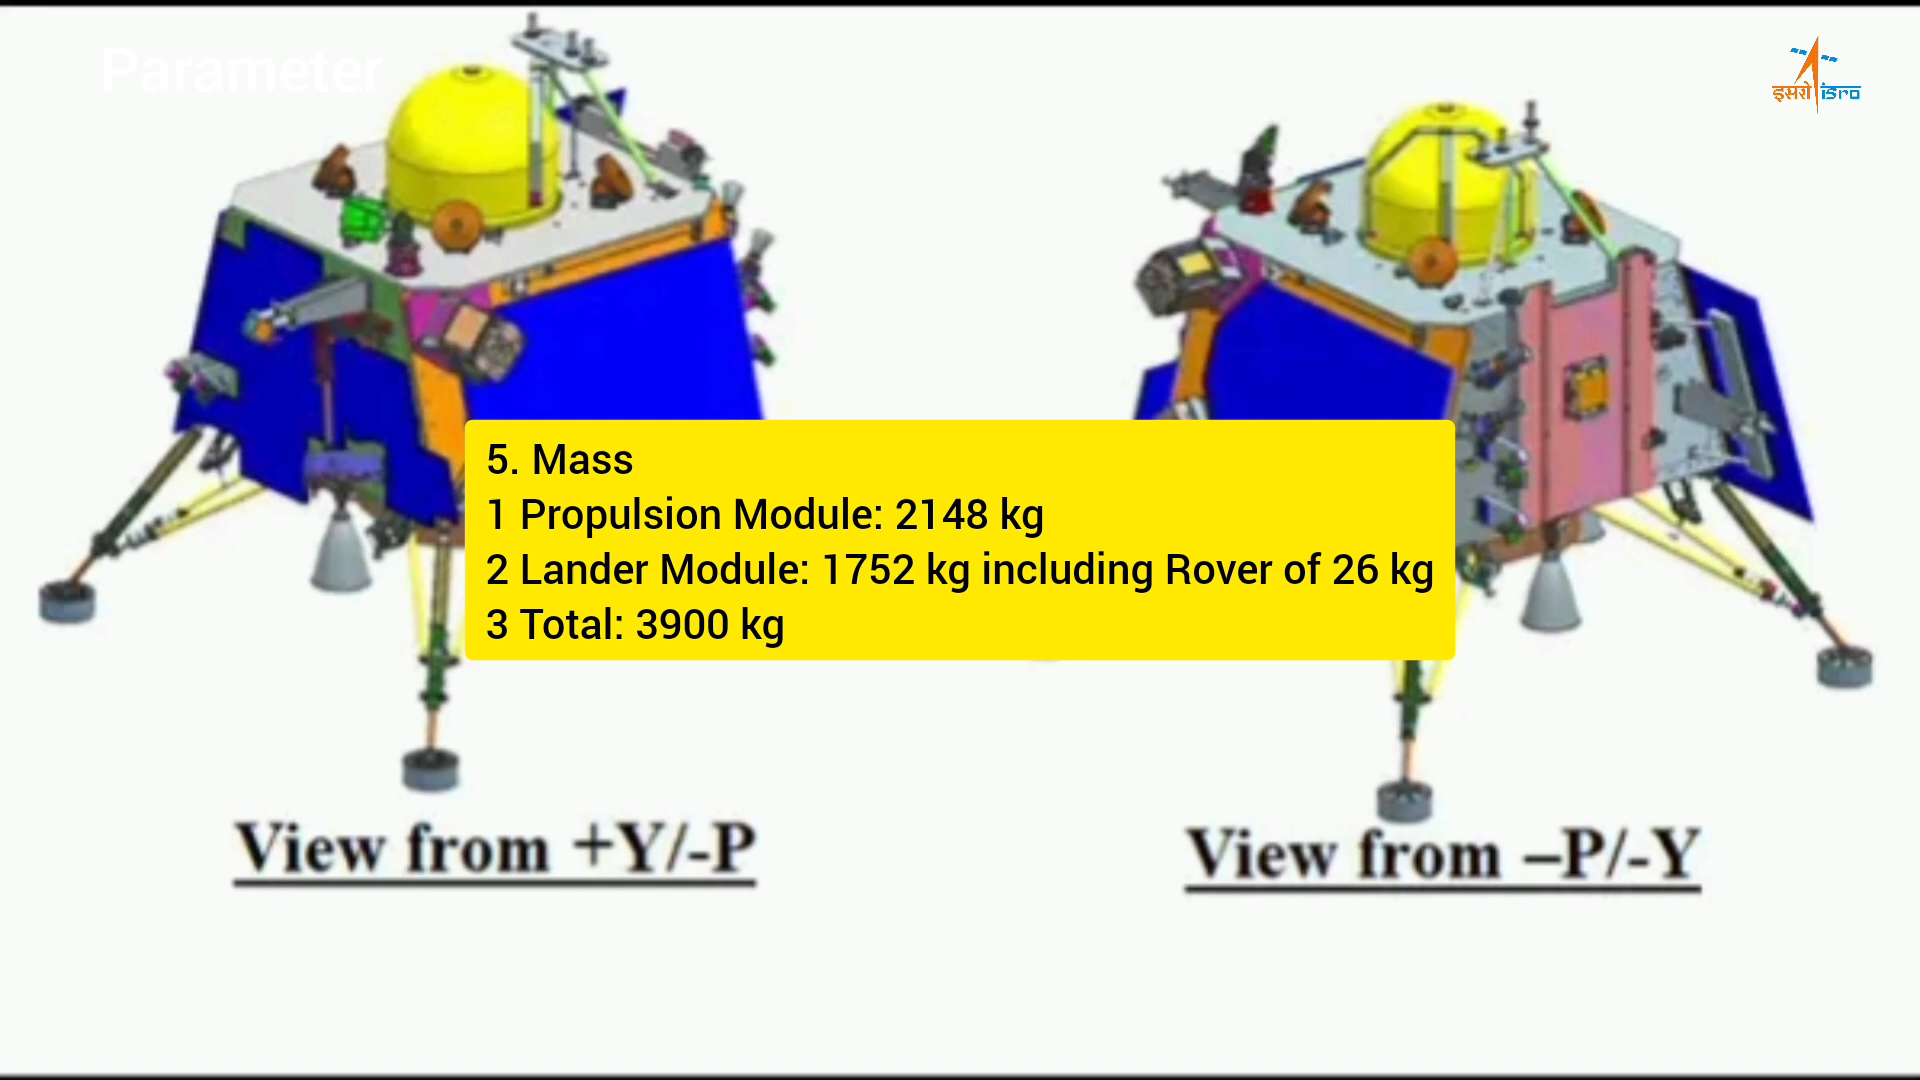 Parameter
इसरो isro
5. Mass
1 Propulsion Module: 2148 kg
2 Lander Module: 1752 kg including Rover of 26 kg
3 Total: 3900 kg
View from +Y/-P
View from –P/-Y